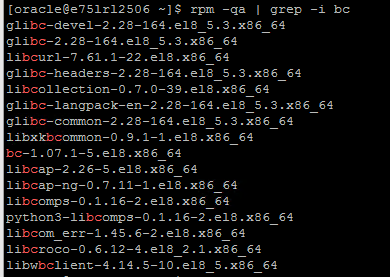 [oracle@e75lrl2506 ~]$ rpm -qa | grep -i bc
glibc-devel-2.28-164.el8_5.3.x86_64
glibc-2.28-164.el8_5.3.x86_64
libcurl-7.61.1-22.el8.x86_64
glibc-headers-2.28-164.el8_5.3.x86_64
libcollection-0.7.0-39.el8.x86_64
glibc-langpack-en-2.28-164.el8_5.3.x86_64
glibc-common-2.28-164.el8_5.3.x86_64
libxkbcommon-0.9.1-1.el8.x86_64
bc-1.07.1-5.el8.x86_64
libcap-2.26-5.el8.x86_64
libcap-ng-0.7.11-1.el8.x86_64
libcomps-0.1.16-2.el8.x86_64
python3-libcomps-0.1.16-2.el8.x86_64
libcom_err-1.45.6-2.el8.x86_64
libcroco-0.6.12-4.el8_2.1.x86_64
libwbclient-4.14.5-10.el8_5.x86_64